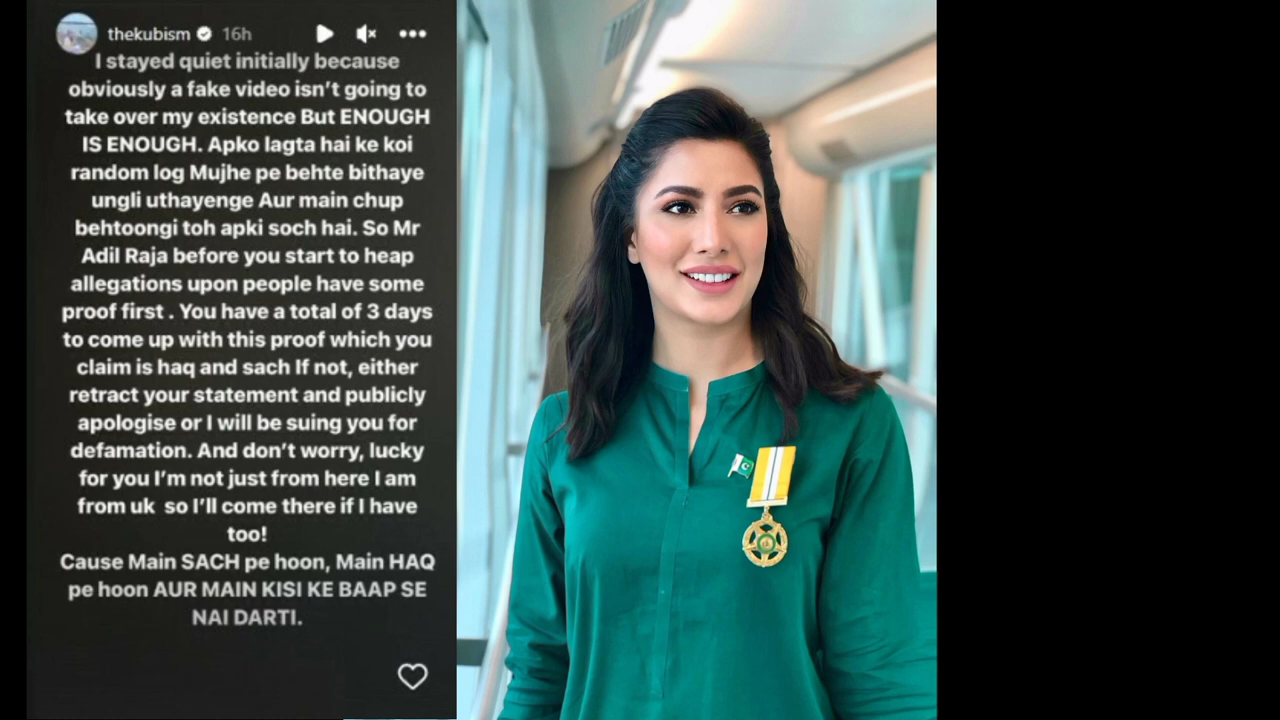 thekubism 16h
I stayed quiet initially because
obviously a fake video isn't going to
take over my existence But ENOUGH
IS ENOUGH. Apko lagta hai ke koi
random log Mujhe pe behte bithaye
ungli uthayenge Aur main chup
behtoongi toh apki soch hai. So Mr
Adil Raja before you start to heap
allegations upon people have some
proof first . You have a total of 3 days
to come up with this proof which you
claim is haq and sach If not, either
retract your statement and publicly
apologise or I will be suing you for
defamation. And don't worry, lucky
for you I'm not just from here I am
from uk so I'll come there if I have
too!
Cause Main SACH pe hoon, Main HAQ
pe hoon AUR MAIN KISI KE BAAP SE
NAI DARTI.